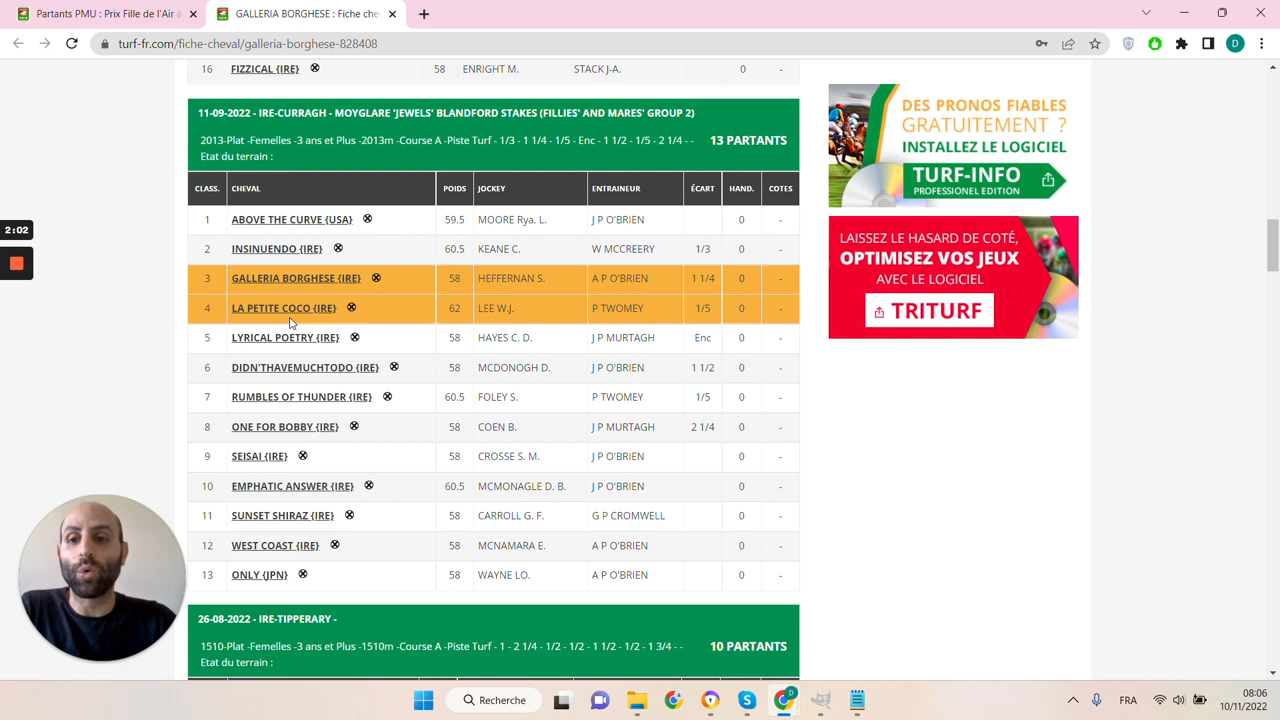 Partants PMU : Prix Fille de l'Air à
GALLERIA BORGHESE : Fiche che
turf-fr.com/fiche-cheval/galleria-borghese-828408
D
16 FIZZICAL {IRE} 58 ENRIGHT M. STACK J-A. 0 -
11-09-2022 - IRE-CURRAGH - MOYGLARE 'JEWELS' BLANDFORD STAKES (FILLIES' AND MARES' GROUP 2)
2013-Plat -Femelles -3 ans et Plus -2013m -Course A -Piste Turf - 1/3 - 1 1/4 - 1/5 - Enc - 1 1/2 - 1/5 - 2 1/4 - -
Etat du terrain :
13 PARTANTS
CLASS. CHEVAL POIDS JOCKEY ENTRAINEUR ÉCART HAND. COTES
1 ABOVE THE CURVE {USA} 59.5 MOORE Rya. L. J P O'BRIEN 0 -
2 INSINUENDO {IRE} 60.5 KEANE C. W MCCREERY 1/3 0 -
3 GALLERIA BORGHESE {IRE} 58 HEFFERNAN S. A P O'BRIEN 1 1/4 0 -
4 LA PETITE COCO {IRE} 62 LEE W.J. P TWOMEY 1/5 0 -
5 LYRICAL POETRY {IRE} 58 HAYES C. D. J P MURTAGH Enc 0 -
6 DIDN'THAVEMUCHTODO {IRE} 58 MCDONOGH D. J P O'BRIEN 1 1/2 0 -
7 RUMBLES OF THUNDER {IRE} 60.5 FOLEY S. P TWOMEY 1/5 0 -
8 ONE FOR BOBBY {IRE} 58 COEN B. J P MURTAGH 2 1/4 0 -
9 SEISAI {IRE} 58 CROSSE S. M. J P O'BRIEN 0 -
10 EMPHATIC ANSWER {IRE} 60.5 MCMONAGLE D. B. J P O'BRIEN 0 -
11 SUNSET SHIRAZ {IRE} 58 CARROLL G. F. G P CROMWELL 0 -
12 WEST COAST {IRE} 58 MCNAMARA E. A P O'BRIEN 0 -
13 ONLY {JPN} 58 WAYNE LO. A P O'BRIEN 0 -
26-08-2022 - IRE-TIPPERARY -
1510-Plat -Femelles -3 ans et Plus -1510m -Course A -Piste Turf - 1 - 2 1/4 - 1/2 - 1/2 - 1 1/2 - 1/2 - 1 3/4 - -
Etat du terrain :
10 PARTANTS
DES PRONOS FIABLES
GRATUITEMENT ?
INSTALLEZ LE LOGICIEL
TURF-INFO
PROFESSIONEL EDITION
LAISSEZ LE HASARD DE COTÉ,
OPTIMISEZ VOS JEUX
AVEC LE LOGICIEL
TRITURF
2:02
Recherche
D
FRA
08:06
10/11/2022